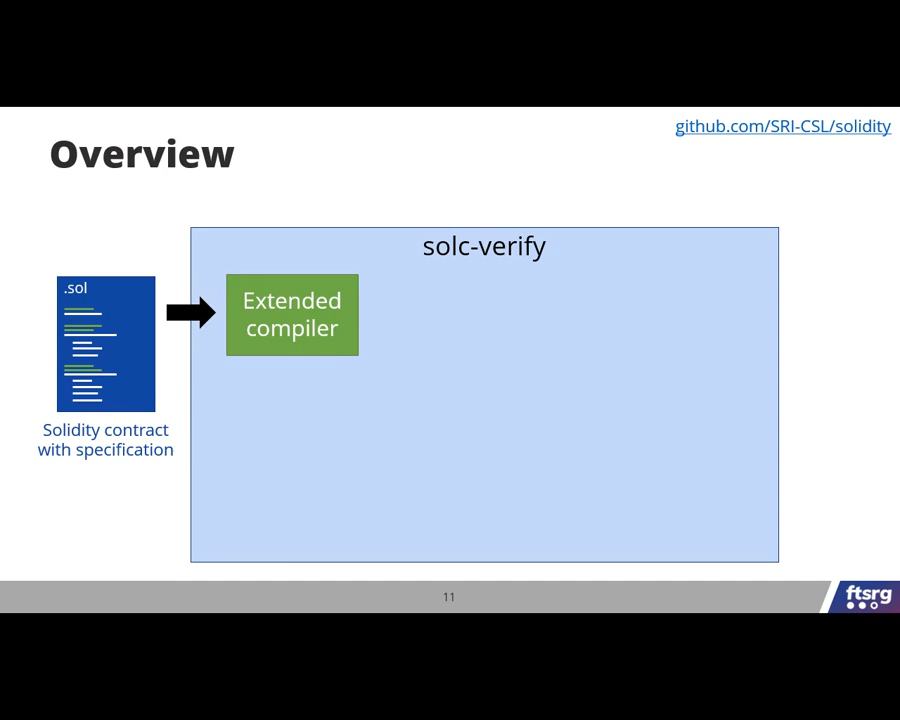 github.com/SRI-CSL/solidity
Overview
solc-verify
.sol
Extended
compiler
Solidity contract
with specification
11
ftsrg